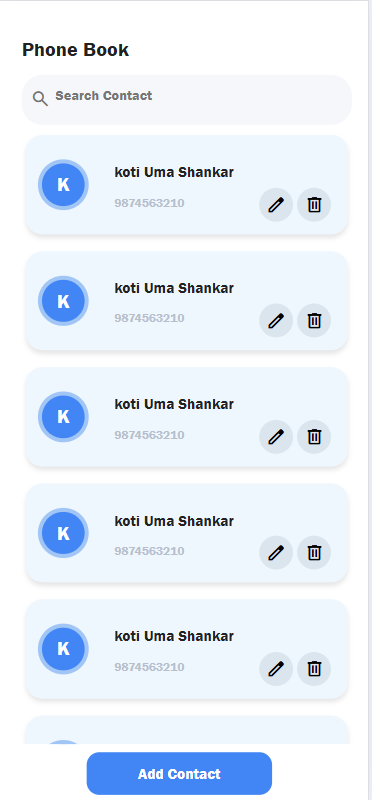 Phone Book
Search Contact
K
koti Uma Shankar
9874563210
K
koti Uma Shankar
9874563210
K
koti Uma Shankar
9874563210
K
koti Uma Shankar
9874563210
K
koti Uma Shankar
9874563210
Add Contact